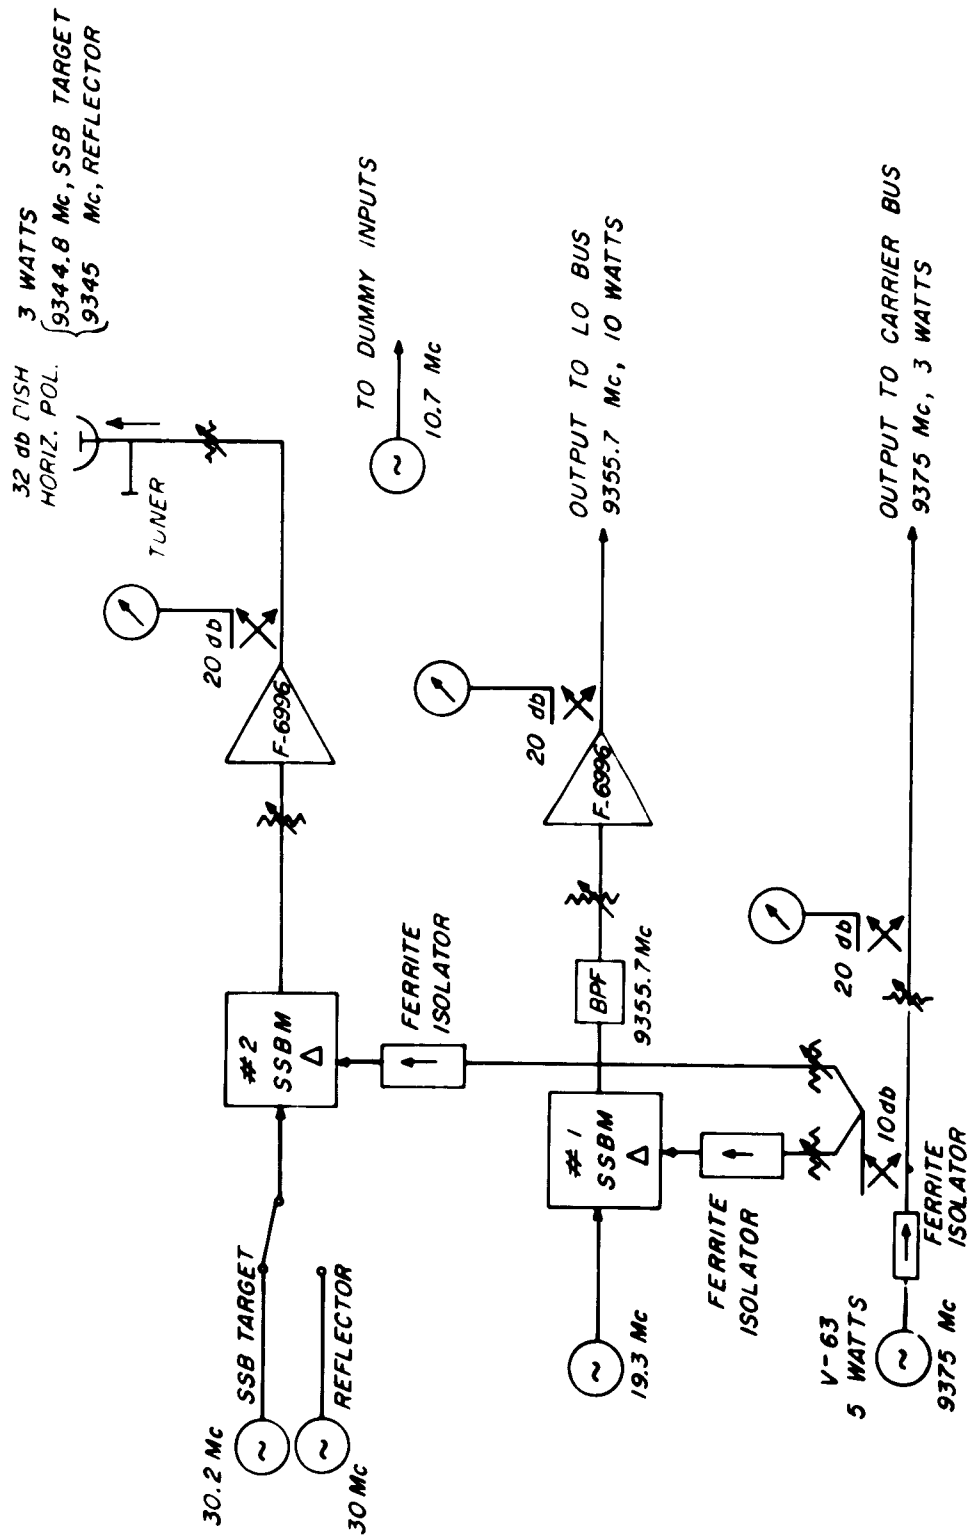 32 db DISH
HORIZ. POL.
3 WATTS
9344.8 Mc, SSB TARGET
9345 Mc, REFLECTOR
TUNER
20 db
F-6996
#2
SSBM
Δ
30.2 Mc
~
SSB TARGET
~
REFLECTOR
30 Mc
FERRITE
ISOLATOR
TO DUMMY INPUTS
~
10.7 Mc
20 db
F-6996
OUTPUT TO LO BUS
9355.7 Mc, 10 WATTS
BPF
9355.7 Mc
#1
SSBM
Δ
~
19.3 Mc
FERRITE
ISOLATOR
10 db
20 db
OUTPUT TO CARRIER BUS
9375 Mc, 3 WATTS
V-63
5 WATTS
~
9375 Mc
FERRITE
ISOLATOR